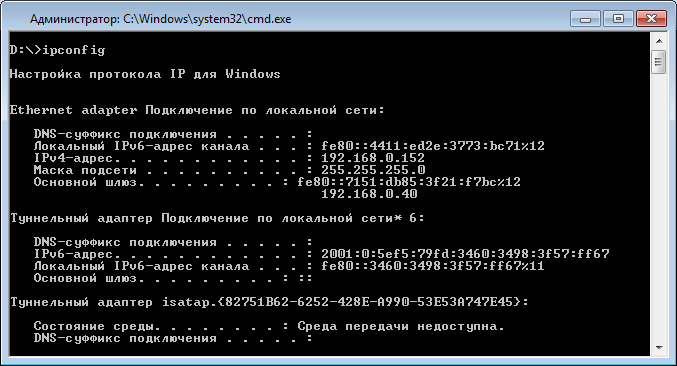 Администратор: C:\Windows\system32\cmd.exe
D:\>ipconfig
Настройка протокола IP для Windows
Ethernet adapter Подключение по локальной сети:
DNS-суффикс подключения . . . . . :
Локальный IPv6-адрес канала . . . : fe80::4411:ed2e:3773:bc71%12
IPv4-адрес. . . . . . . . . . . . : 192.168.0.152
Маска подсети . . . . . . . . . . : 255.255.255.0
Основной шлюз. . . . . . . . . : fe80::7151:db85:3f21:f7bc%12
192.168.0.40
Туннельный адаптер Подключение по локальной сети* 6:
DNS-суффикс подключения . . . . . :
IPv6-адрес. . . . . . . . . . . . : 2001:0:5ef5:79fd:3460:3498:3f57:ff67
Локальный IPv6-адрес канала . . . : fe80::3460:3498:3f57:ff67%11
Основной шлюз. . . . . . . . . : ::
Туннельный адаптер isatap.{82751B62-6252-428E-A990-53E53A747E45}:
Состояние среды. . . . . . . . : Среда передачи недоступна.
DNS-суффикс подключения . . . . . :